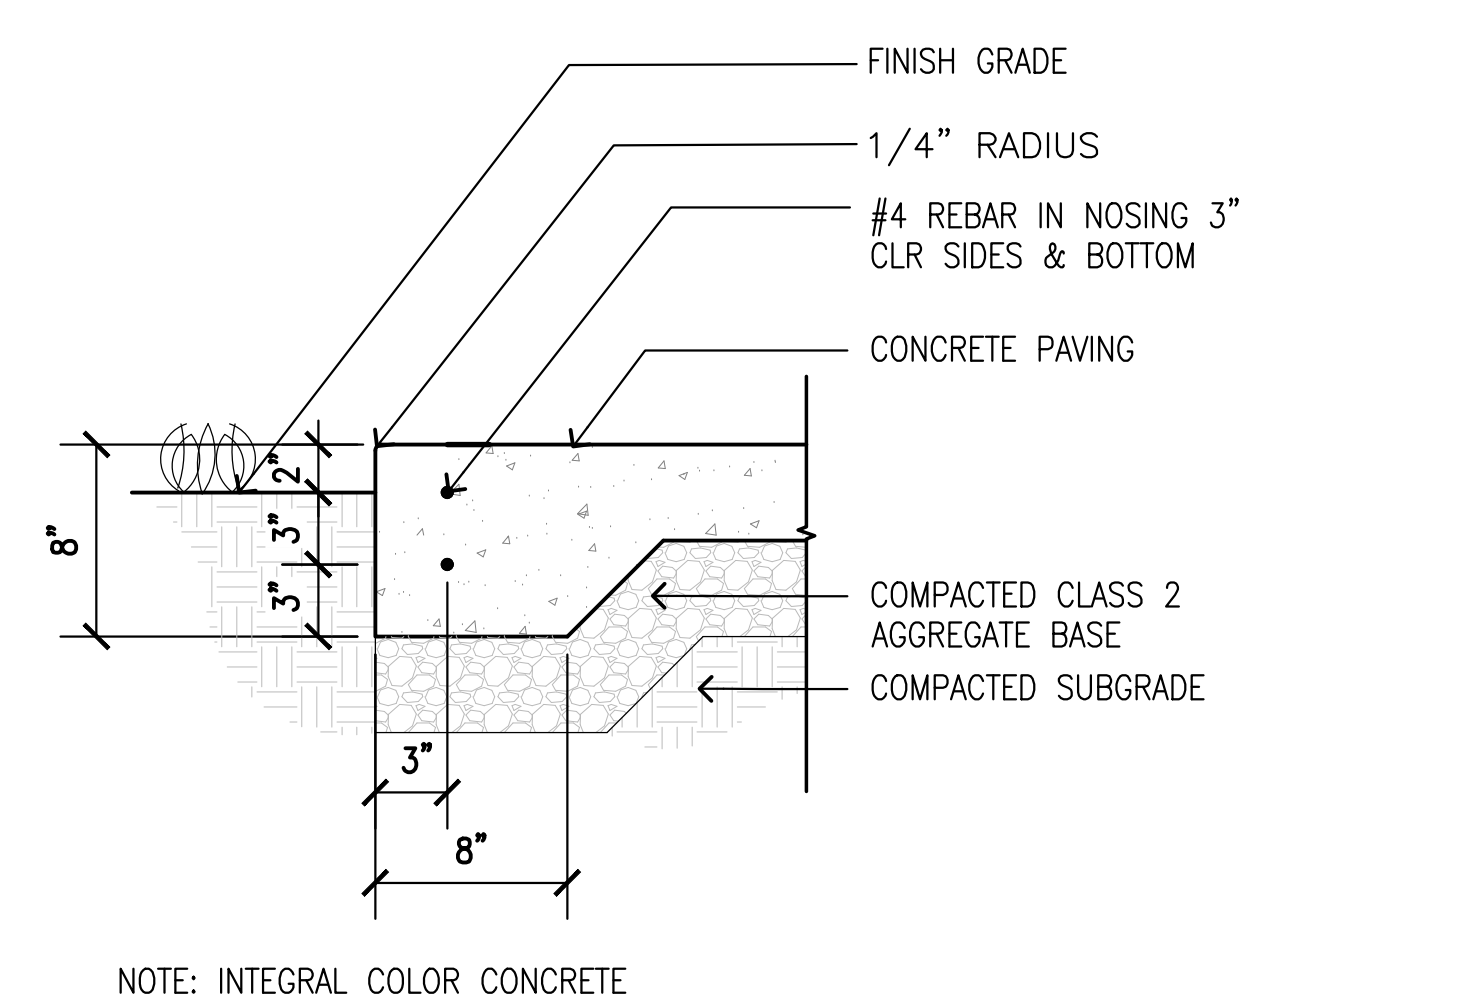 FINISH GRADE
1/4" RADIUS
#4 REBAR IN NOSING 3"
CLR SIDES & BOTTOM
CONCRETE PAVING
2"
3"
8"
3"
COMPACTED CLASS 2
AGGREGATE BASE
COMPACTED SUBGRADE
3"
8"
NOTE: INTEGRAL COLOR CONCRETE